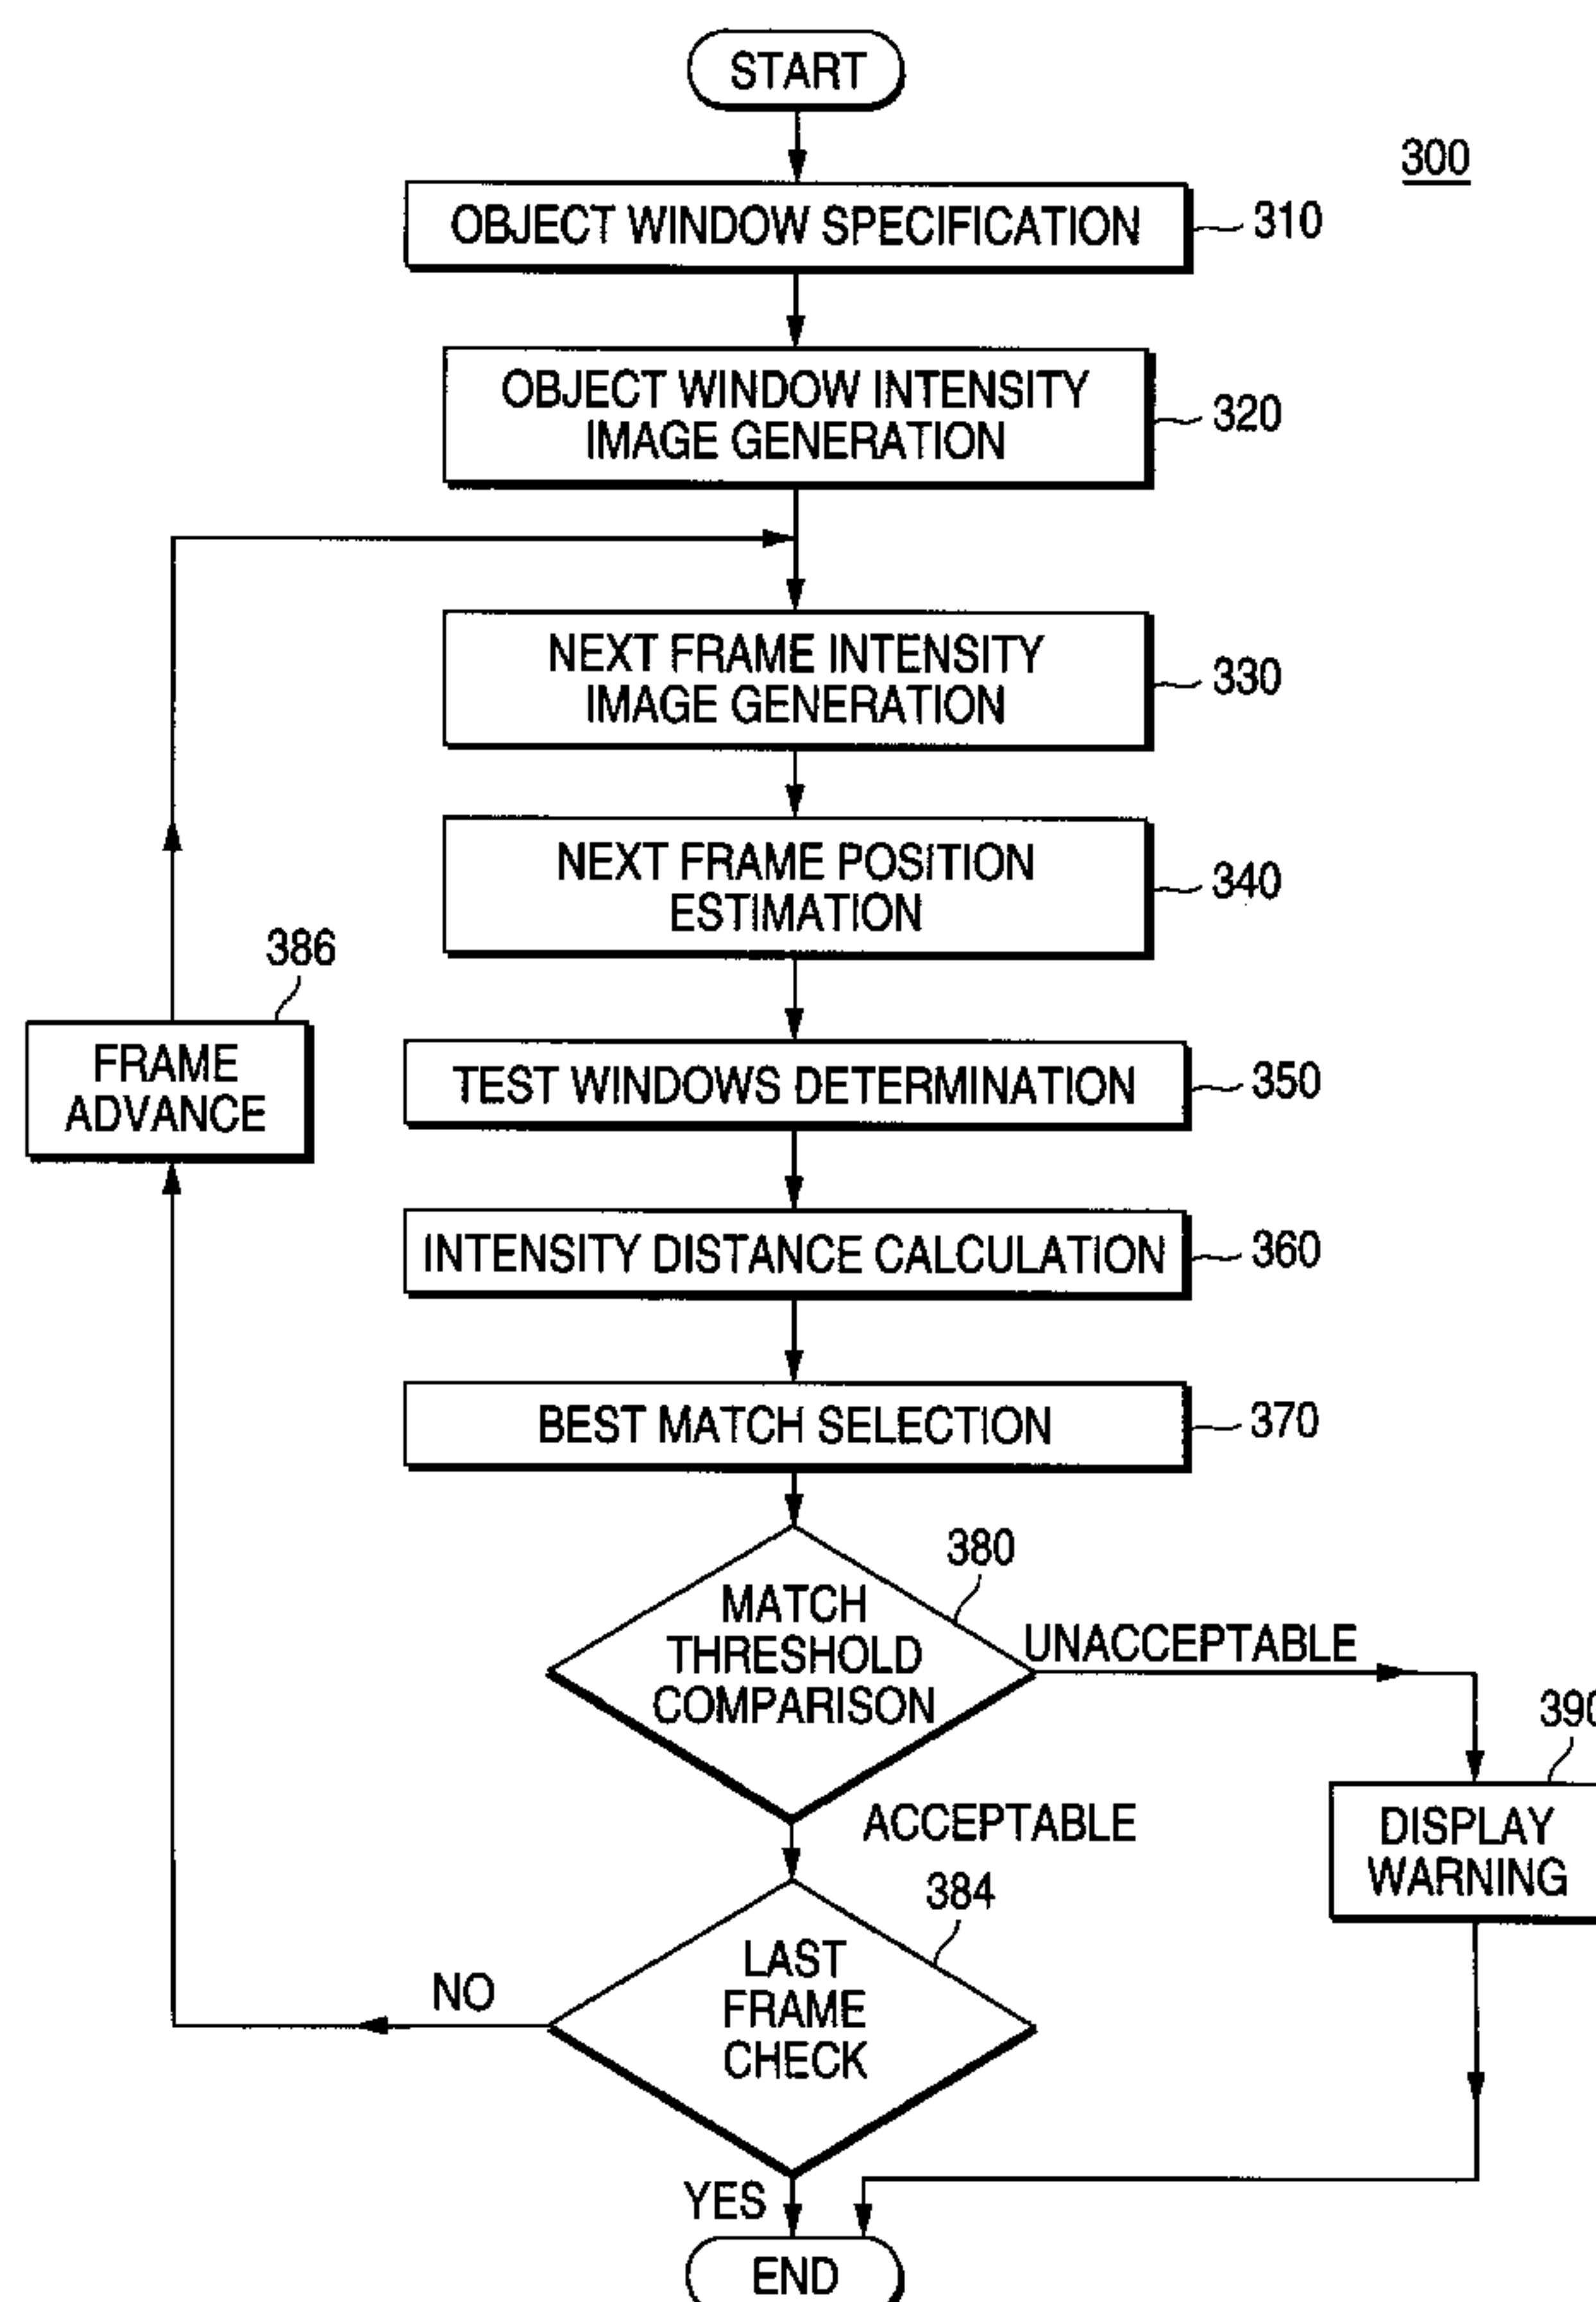 START
300
OBJECT WINDOW SPECIFICATION
310
OBJECT WINDOW INTENSITY
IMAGE GENERATION
320
NEXT FRAME INTENSITY
IMAGE GENERATION
330
NEXT FRAME POSITION
ESTIMATION
340
386
FRAME
ADVANCE
TEST WINDOWS DETERMINATION
350
INTENSITY DISTANCE CALCULATION
360
BEST MATCH SELECTION
370
380
MATCH
THRESHOLD
COMPARISON
UNACCEPTABLE
390
DISPLAY
WARNING
ACCEPTABLE
384
LAST
FRAME
CHECK
NO
YES
END